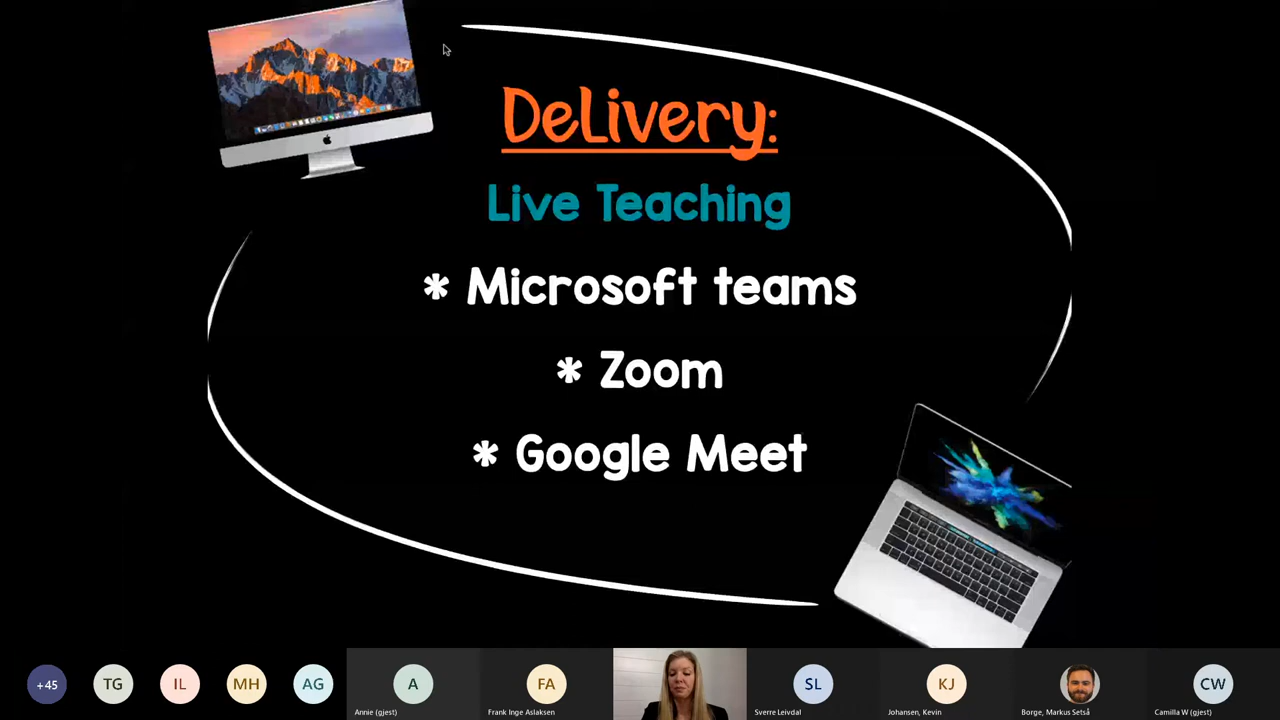 Delivery:
Live Teaching
* Microsoft teams
* Zoom
* Google Meet
+45
TG
IL
MH
AG
A
Annie (gjest)
FA
Frank Inge Aslaksen
SL
Sverre Leivdal
KJ
Johansen, Kevin
Borge, Markus Setså
CW
Camilla W (gjest)